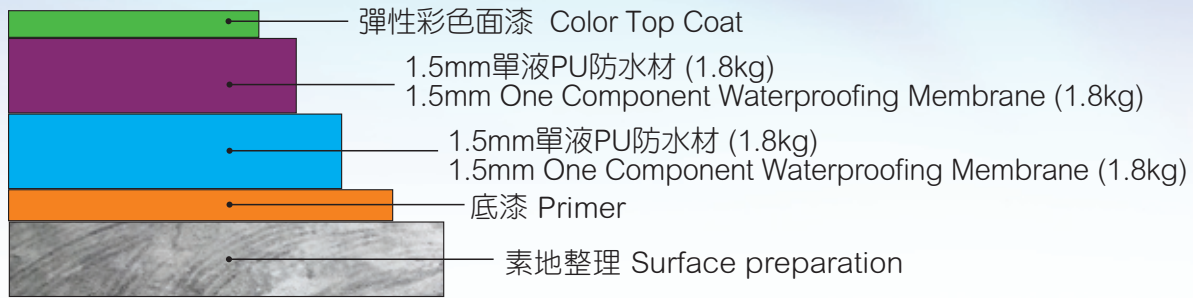 彈性彩色面漆 Color Top Coat
1.5mm單液PU防水材 (1.8kg)
1.5mm One Component Waterproofing Membrane (1.8kg)
1.5mm單液PU防水材 (1.8kg)
1.5mm One Component Waterproofing Membrane (1.8kg)
底漆 Primer
素地整理 Surface preparation